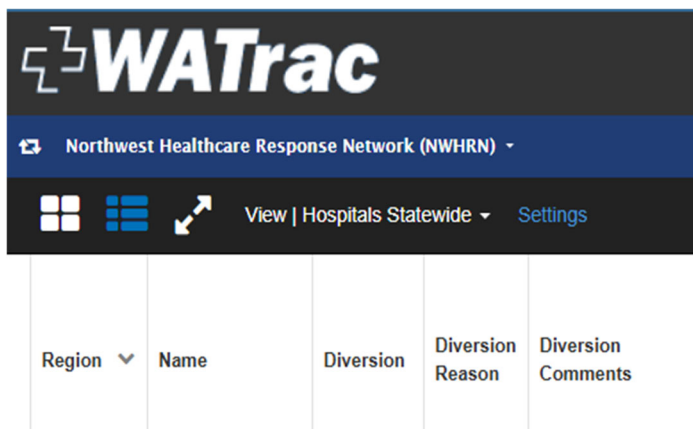 WATrac
Northwest Healthcare Response Network (NWHRN)
View | Hospitals Statewide Settings
Region Name Diversion Diversion Reason Diversion Comments